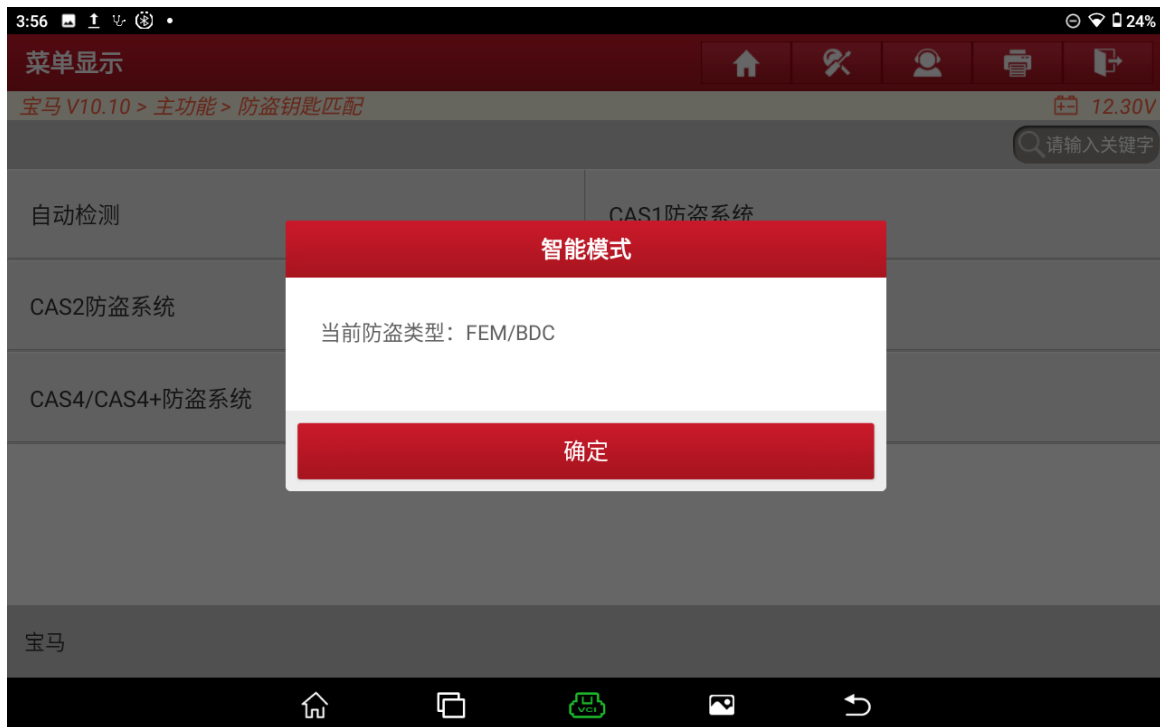 3:56
24%
菜单显示
宝马 V10.10 > 主功能 > 防盗钥匙匹配
12.30V
请输入关键字
自动检测
CAS1防盗系统
智能模式
CAS2防盗系统
当前防盗类型：FEM/BDC
CAS4/CAS4+防盗系统
确定
宝马
VCI